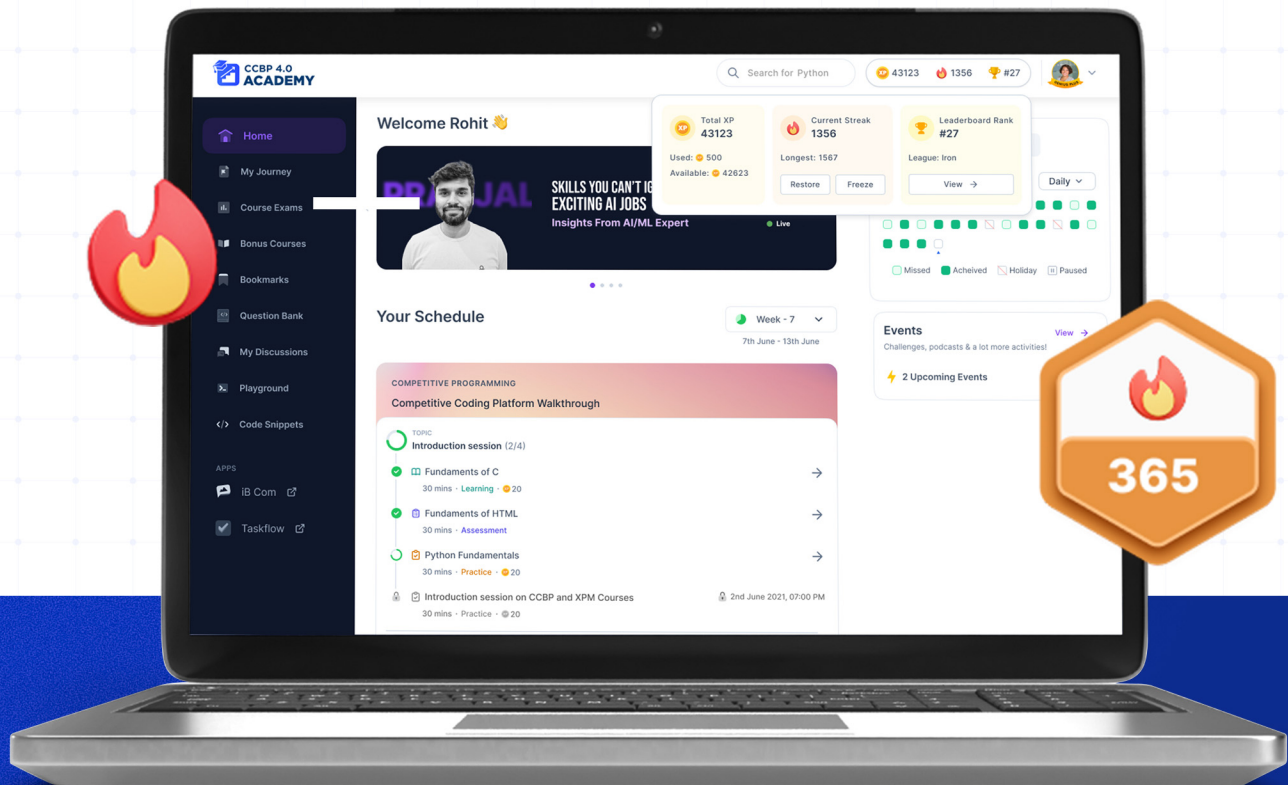 CCBP 4.0
ACADEMY
Search for Python
XP 43123 1356 #27
Home
My Journey
Course Exams
Bonus Courses
Bookmarks
Question Bank
My Discussions
Playground
Code Snippets
APPS
iB Com
Taskflow
Welcome Rohit
SKILLS YOU CAN'T IG
EXCITING AI JOBS
Insights From AI/ML Expert
Live
XP
Total XP
43123
Used: 500
Available: 42623
Current Streak
1356
Longest: 1567
Restore Freeze
Leaderboard Rank
#27
League: Iron
View
Daily
Missed Acheived Holiday Paused
Your Schedule
Week - 7
7th June - 13th June
COMPETITIVE PROGRAMMING
Competitive Coding Platform Walkthrough
TOPIC
Introduction session (2/4)
Fundaments of C
30 mins · Learning · 20
Fundaments of HTML
30 mins · Assessment
Python Fundamentals
30 mins · Practice · 20
Introduction session on CCBP and XPM Courses 2nd June 2021, 07:00 PM
30 mins · Practice · 20
Events
View
Challenges, podcasts & a lot more activities!
2 Upcoming Events
365